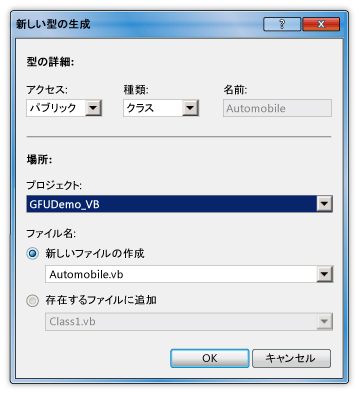 新しい型の生成
型の詳細:
アクセス: 種類: 名前:
パブリック クラス Automobile
場所:
プロジェクト:
GFUDemo_VB
ファイル名:
新しいファイルの作成
Automobile.vb
存在するファイルに追加
Class1.vb
OK キャンセル